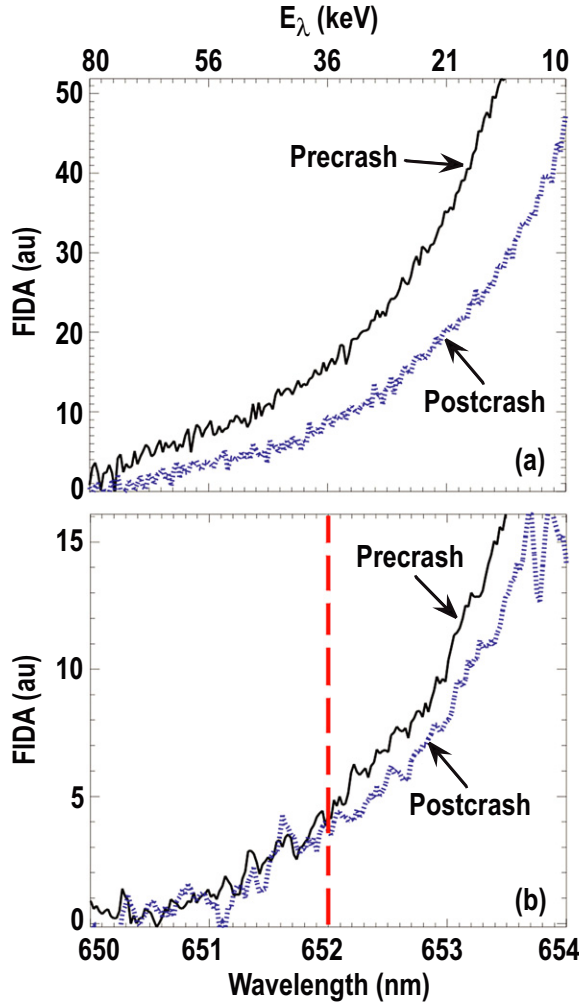 E_λ (keV)
80 56 36 21 10
50
40
30
20
10
0
FIDA (au)
Precrash
Postcrash
(a)
15
10
5
0
FIDA (au)
Precrash
Postcrash
(b)
650 651 652 653 654
Wavelength (nm)